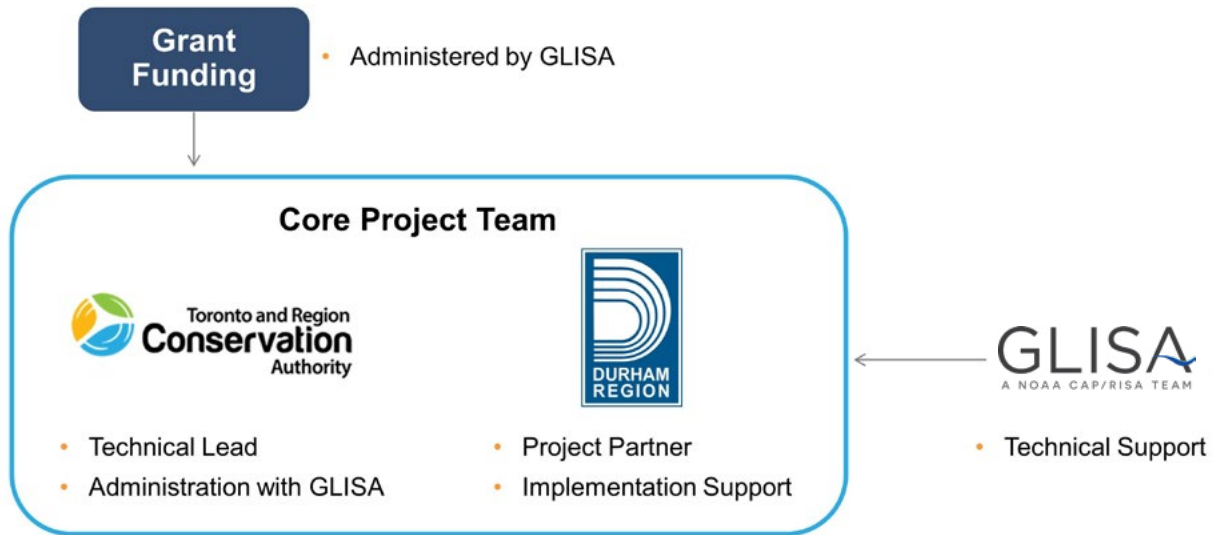 Grant
Funding
• Administered by GLISA
Core Project Team
Toronto and Region
Conservation
Authority
• Technical Lead
• Administration with GLISA
DURHAM
REGION
• Project Partner
• Implementation Support
GLISA
A NOAA CAP/RISA TEAM
• Technical Support